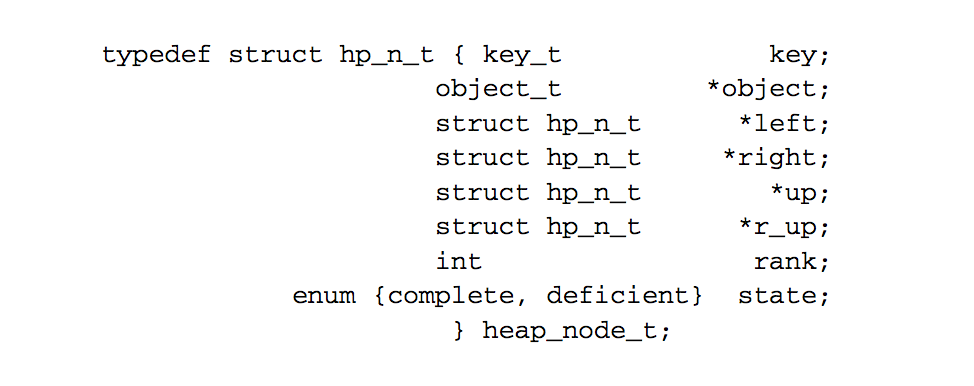 typedef struct hp_n_t { key_t key;
object_t *object;
struct hp_n_t *left;
struct hp_n_t *right;
struct hp_n_t *up;
struct hp_n_t *r_up;
int rank;
enum {complete, deficient} state;
} heap_node_t;